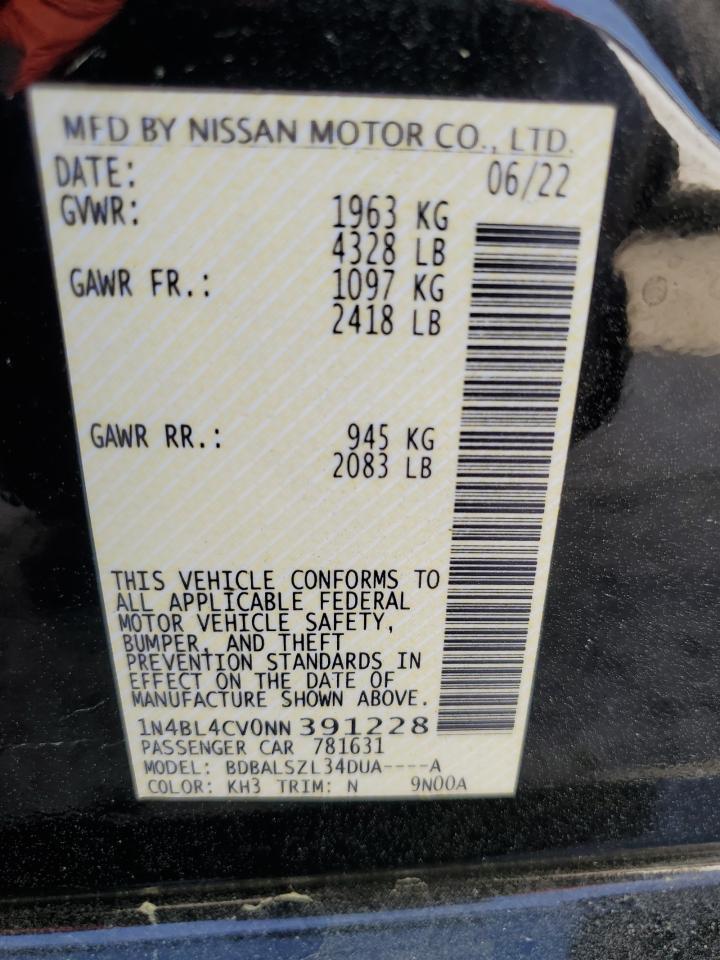 MFD BY NISSAN MOTOR CO., LTD.
DATE: 06/22
GVWR: 1963 KG
4328 LB
GAWR FR.: 1097 KG
2418 LB
GAWR RR.: 945 KG
2083 LB
THIS VEHICLE CONFORMS TO
ALL APPLICABLE FEDERAL
MOTOR VEHICLE SAFETY,
BUMPER, AND THEFT
PREVENTION STANDARDS IN
EFFECT ON THE DATE OF
MANUFACTURE SHOWN ABOVE.
1N4BL4CV0NN 391228
PASSENGER CAR 781631
MODEL: BDBALSZL34DUA----A
COLOR: KH3 TRIM: N 9N00A